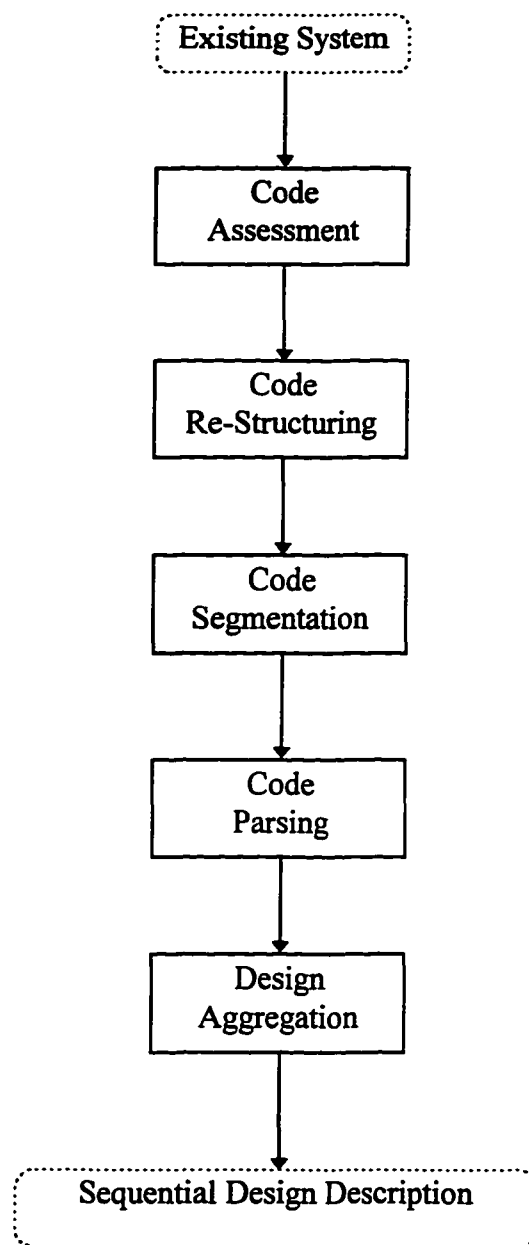 Existing System
Code
Assessment
Code
Re-Structuring
Code
Segmentation
Code
Parsing
Design
Aggregation
Sequential Design Description